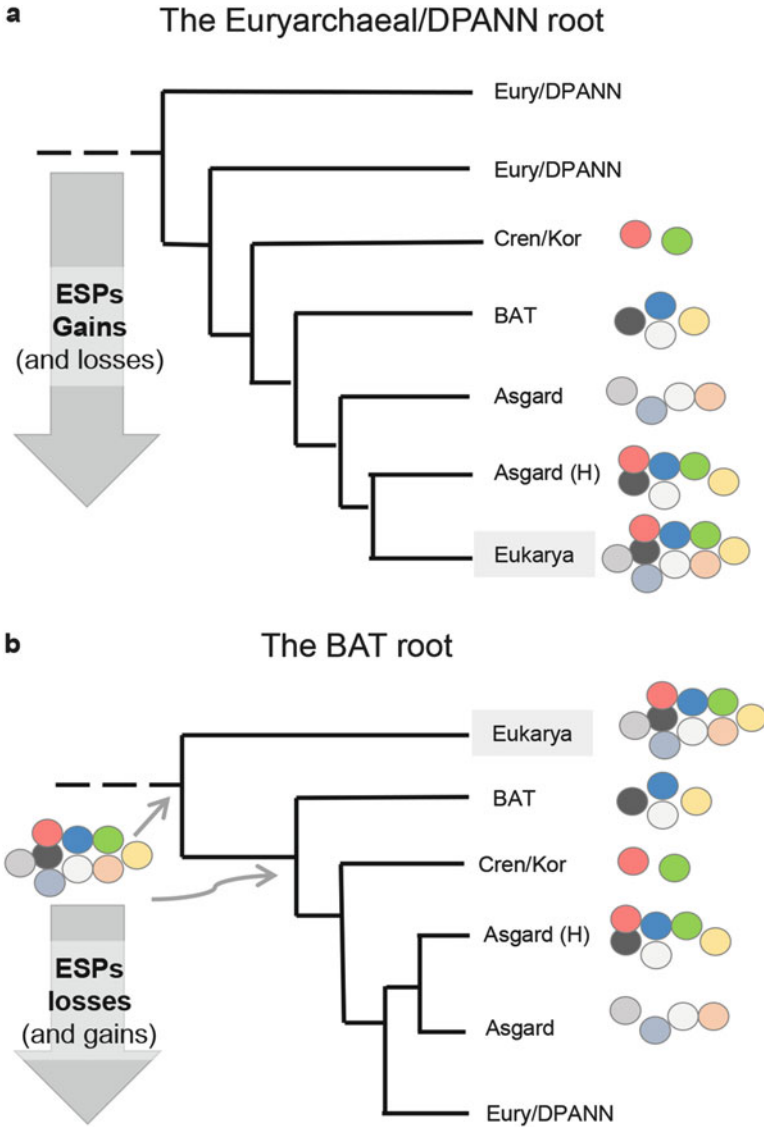 a
The Euryarchaeal/DPANN root
Eury/DPANN
Eury/DPANN
Cren/Kor
BAT
Asgard
Asgard (H)
Eukarya
ESPs
Gains
(and losses)
b
The BAT root
Eukarya
BAT
Cren/Kor
Asgard (H)
Asgard
Eury/DPANN
ESPs
losses
(and gains)